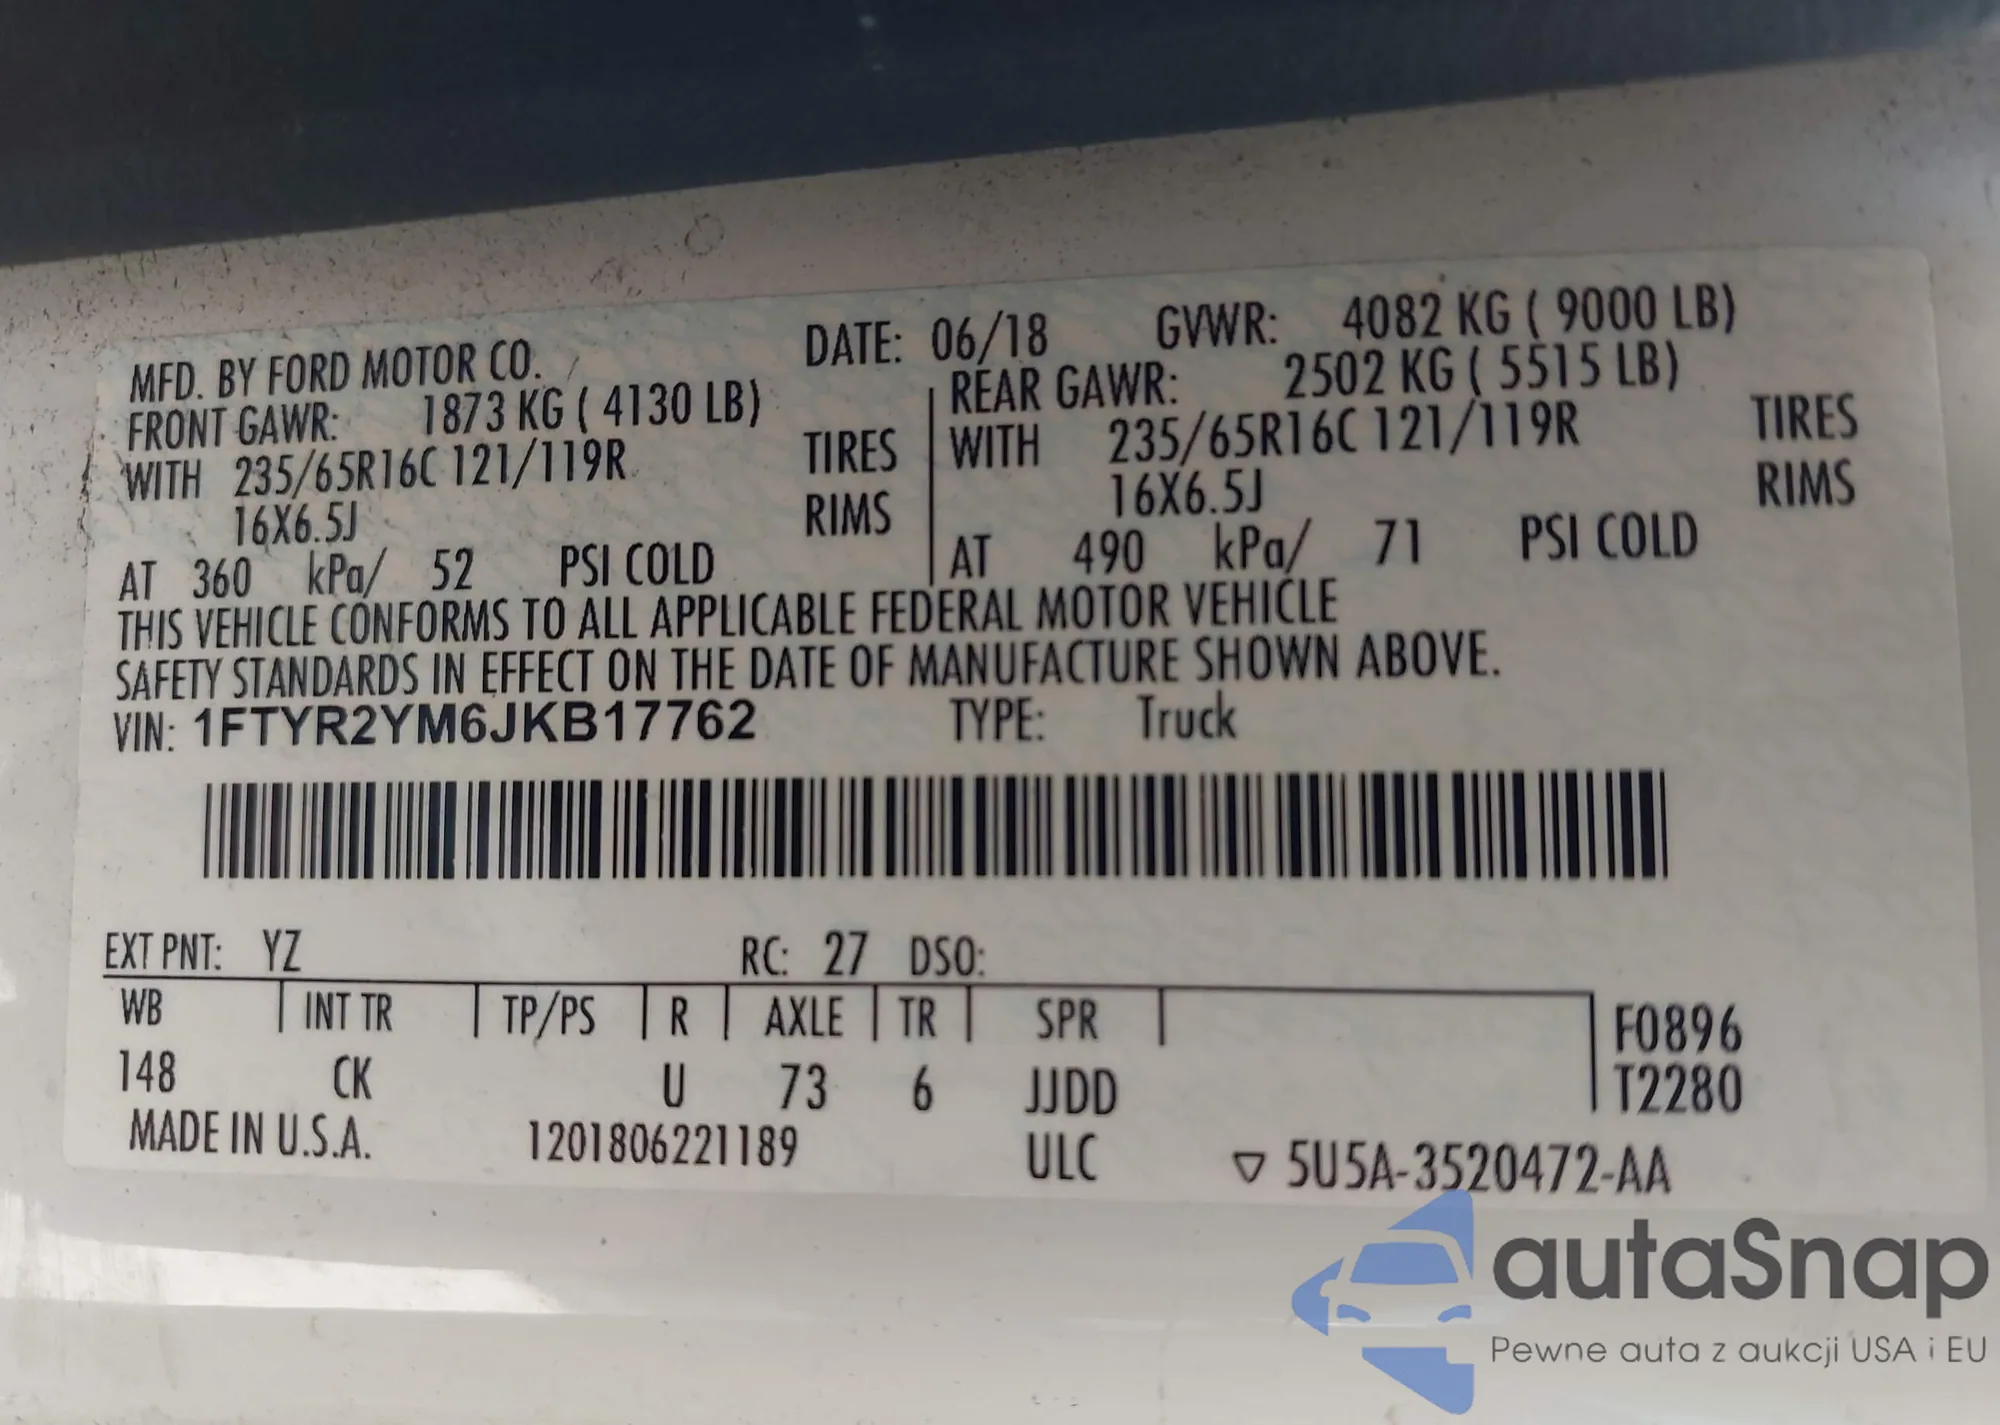 MFD. BY FORD MOTOR CO. DATE: 06/18 GVWR: 4082 KG ( 9000 LB)
FRONT GAWR: 1873 KG ( 4130 LB) REAR GAWR: 2502 KG ( 5515 LB)
WITH 235/65R16C 121/119R TIRES WITH 235/65R16C 121/119R TIRES
16X6.5J RIMS 16X6.5J RIMS
AT 360 kPa/ 52 PSI COLD AT 490 kPa/ 71 PSI COLD
THIS VEHICLE CONFORMS TO ALL APPLICABLE FEDERAL MOTOR VEHICLE
SAFETY STANDARDS IN EFFECT ON THE DATE OF MANUFACTURE SHOWN ABOVE.
VIN: 1FTYR2YM6JKB17762 TYPE: Truck
EXT PNT: YZ RC: 27 DSO:
WB INT TR TP/PS R AXLE TR SPR F0896
148 CK U 73 6 JJDD T2280
MADE IN U.S.A. 1201806221189 ULC ▽ 5U5A-3520472-AA
autaSnap
Pewne auta z aukcji USA i EU